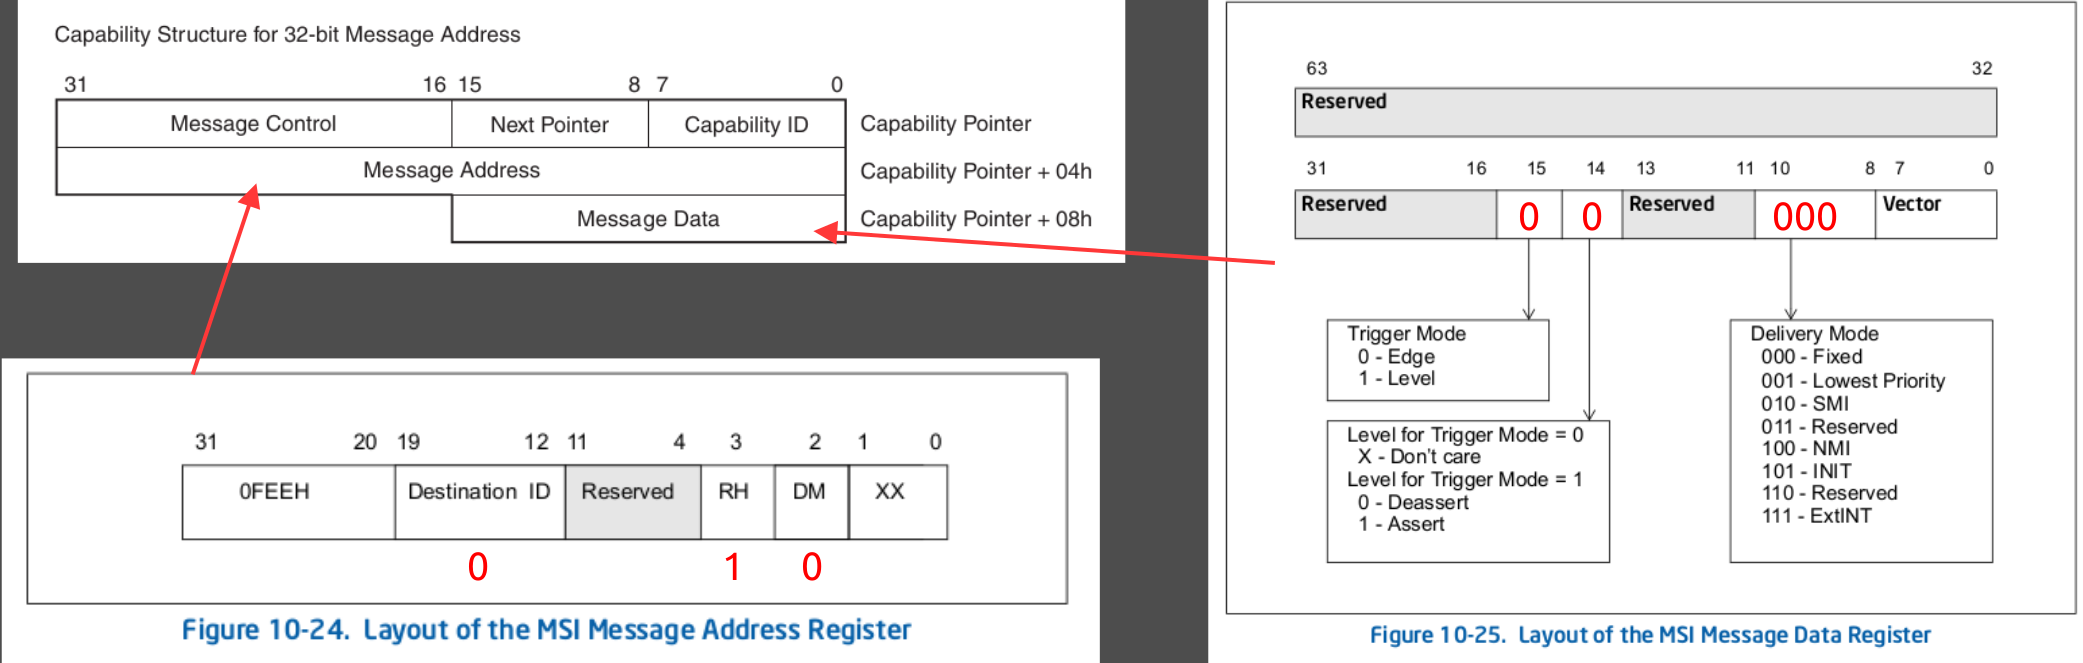 Capability Structure for 32-bit Message Address
31 16 15 8 7 0
Message Control Next Pointer Capability ID Capability Pointer
Message Address Capability Pointer + 04h
Message Data Capability Pointer + 08h
31 20 19 12 11 4 3 2 1 0
0FEEH Destination ID Reserved RH DM XX
0 1 0
Figure 10-24. Layout of the MSI Message Address Register
63 32
Reserved
31 16 15 14 13 11 10 8 7 0
Reserved 0 0 Reserved 000 Vector
Trigger Mode
0 - Edge
1 - Level
Level for Trigger Mode = 0
X - Don't care
Level for Trigger Mode = 1
0 - Deassert
1 - Assert
Delivery Mode
000 - Fixed
001 - Lowest Priority
010 - SMI
011 - Reserved
100 - NMI
101 - INIT
110 - Reserved
111 - ExtINT
Figure 10-25. Layout of the MSI Message Data Register